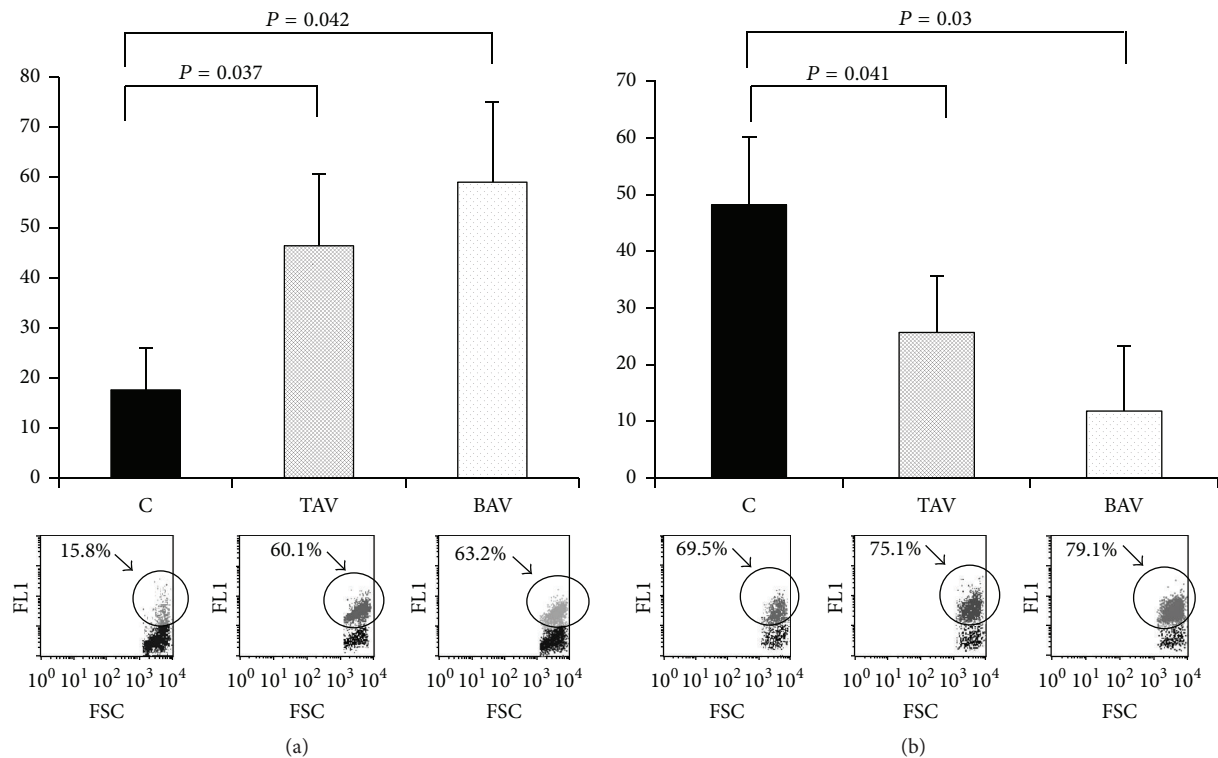 P = 0.042
P = 0.037
80
70
60
50
40
30
20
10
0
C TAV BAV
15.8% 60.1% 63.2%
FL1 FL1 FL1
10⁰ 10¹ 10² 10³ 10⁴ 10⁰ 10¹ 10² 10³ 10⁴ 10⁰ 10¹ 10² 10³ 10⁴
FSC FSC FSC
(a)
P = 0.03
P = 0.041
70
60
50
40
30
20
10
0
C TAV BAV
69.5% 75.1% 79.1%
FL1 FL1 FL1
10⁰ 10¹ 10² 10³ 10⁴ 10⁰ 10¹ 10² 10³ 10⁴ 10⁰ 10¹ 10² 10³ 10⁴
FSC FSC FSC
(b)